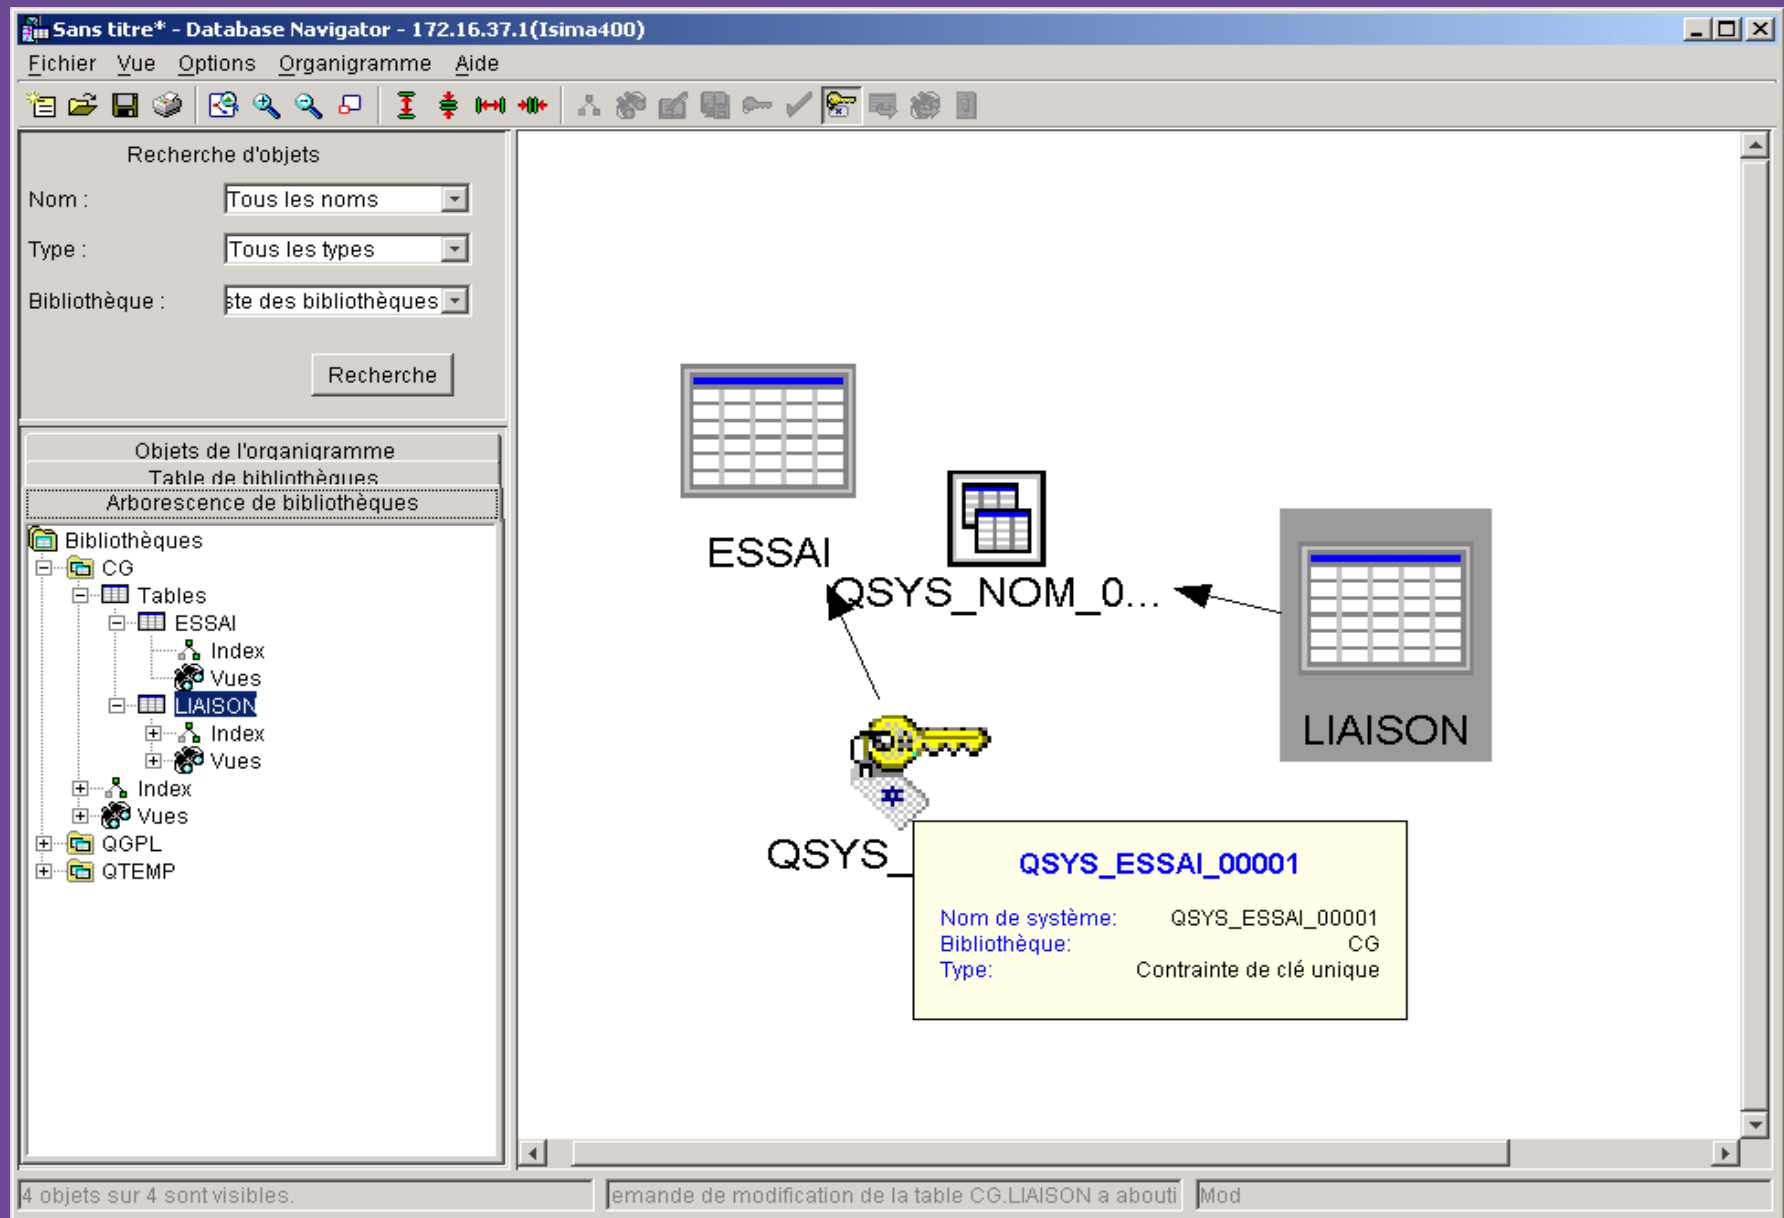 Sans titre* - Database Navigator - 172.16.37.1(Isima400)
Fichier Vue Options Organigramme Aide
Recherche d'objets
Nom : Tous les noms
Type : Tous les types
Bibliothèque : ste des bibliothèques
Recherche
Objets de l'organigramme
Table de bibliothèques
Arborescence de bibliothèques
Bibliothèques
CG
Tables
ESSAI
Index
Vues
LIAISON
Index
Vues
Index
Vues
QGPL
QTEMP
ESSAI
QSYS_NOM_0...
LIAISON
QSYS_
QSYS_ESSAI_00001
Nom de système: QSYS_ESSAI_00001
Bibliothèque: CG
Type: Contrainte de clé unique
4 objets sur 4 sont visibles.
emande de modification de la table CG.LIAISON a abouti
Mod